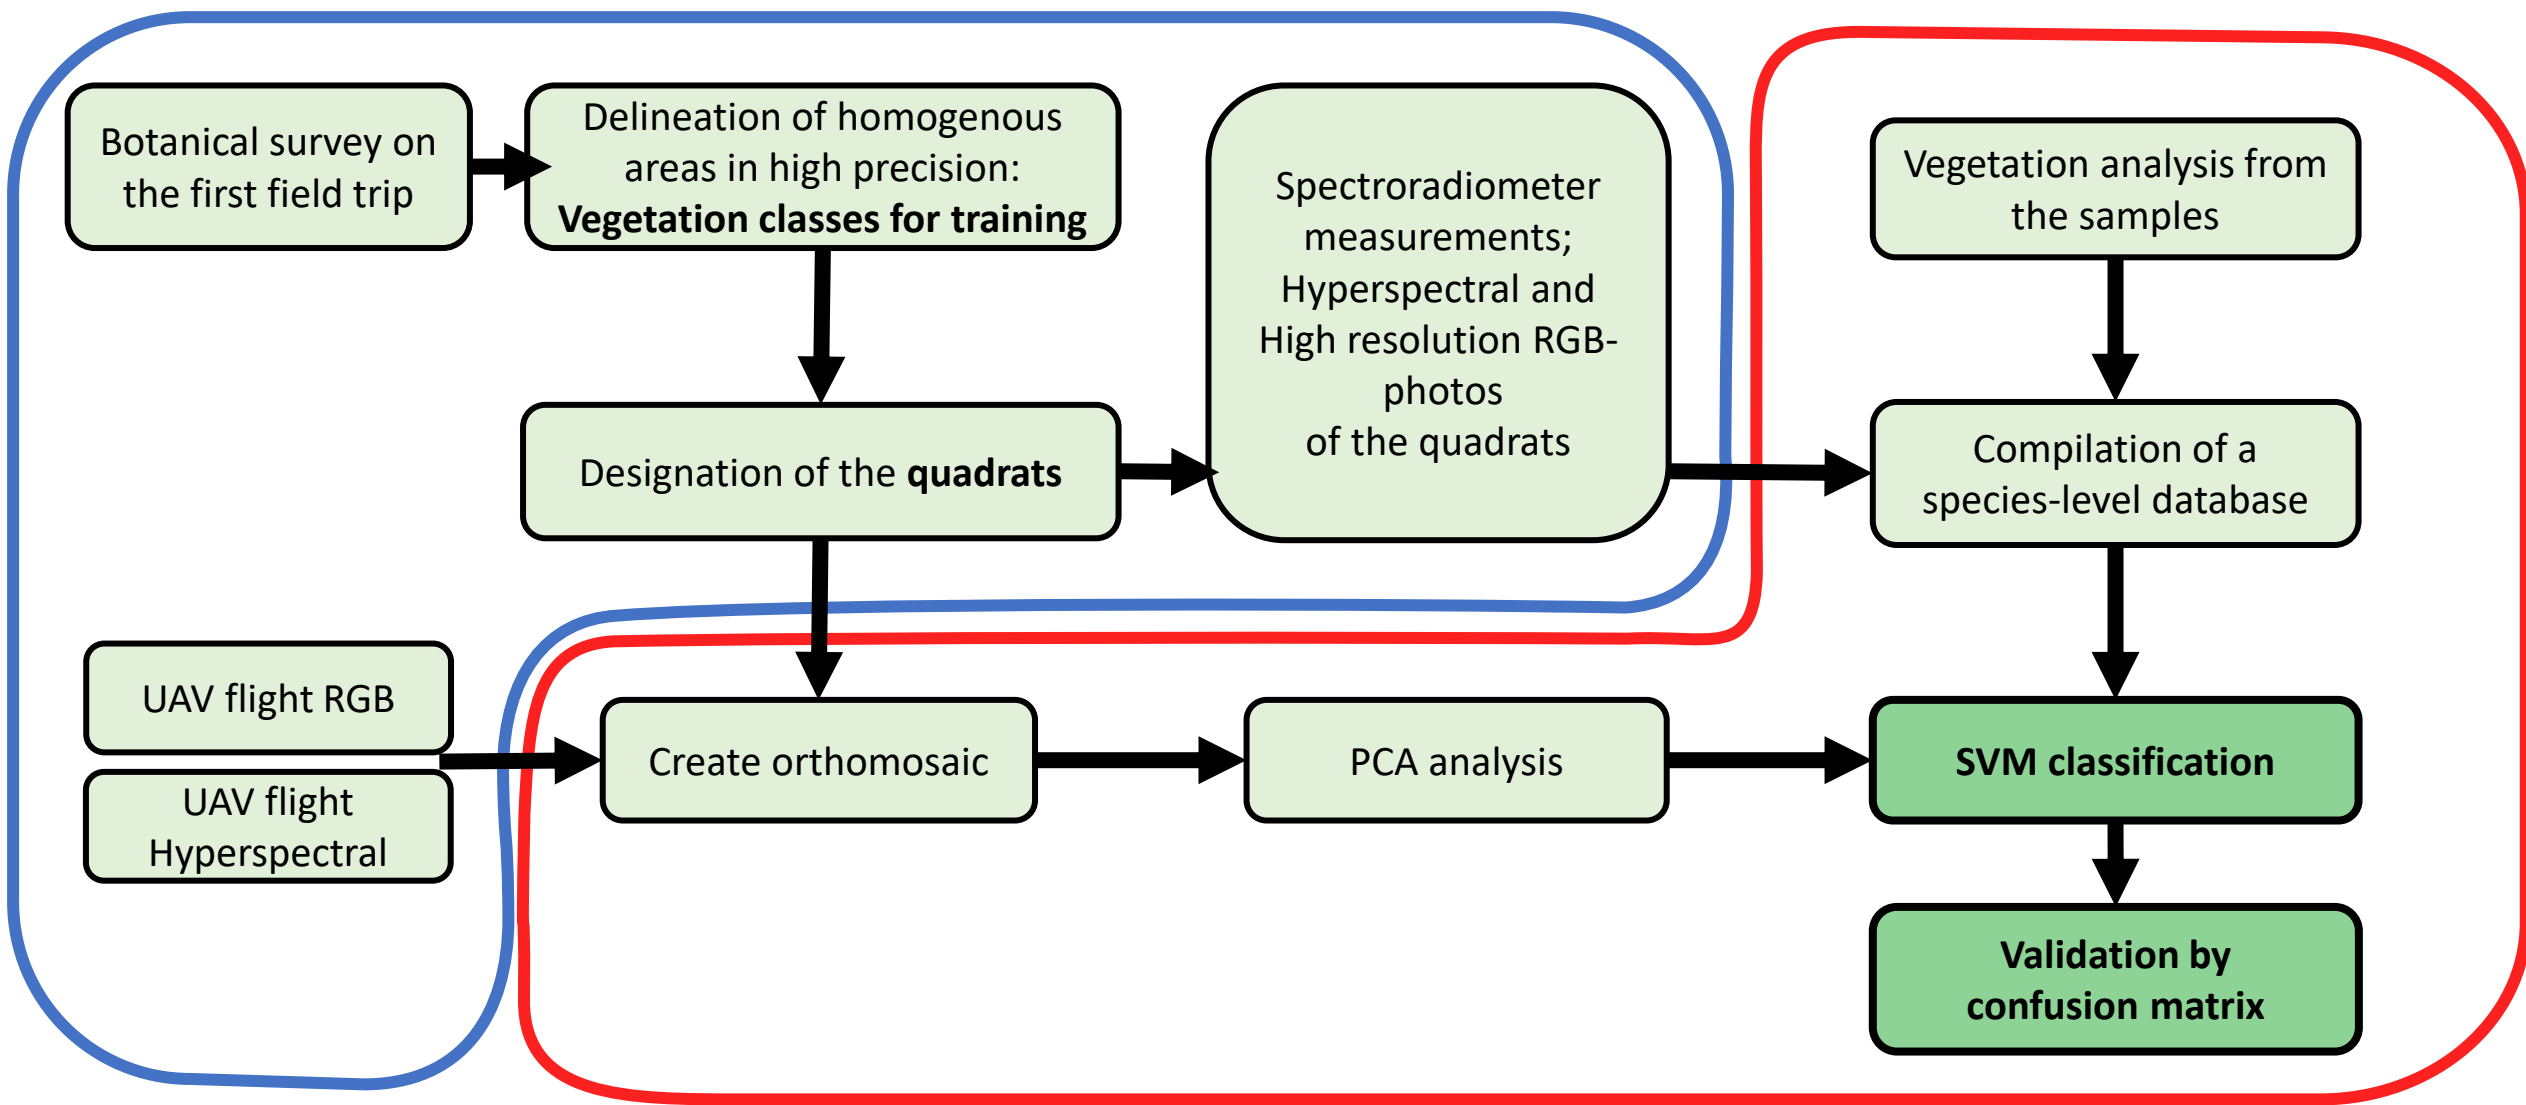 Botanical survey on
the first field trip
Delineation of homogenous
areas in high precision:
Vegetation classes for training
Spectroradiometer
measurements;
Hyperspectral and
High resolution RGB-
photos
of the quadrats
Vegetation analysis from
the samples
Designation of the quadrats
Compilation of a
species-level database
UAV flight RGB
UAV flight
Hyperspectral
Create orthomosaic
PCA analysis
SVM classification
Validation by
confusion matrix